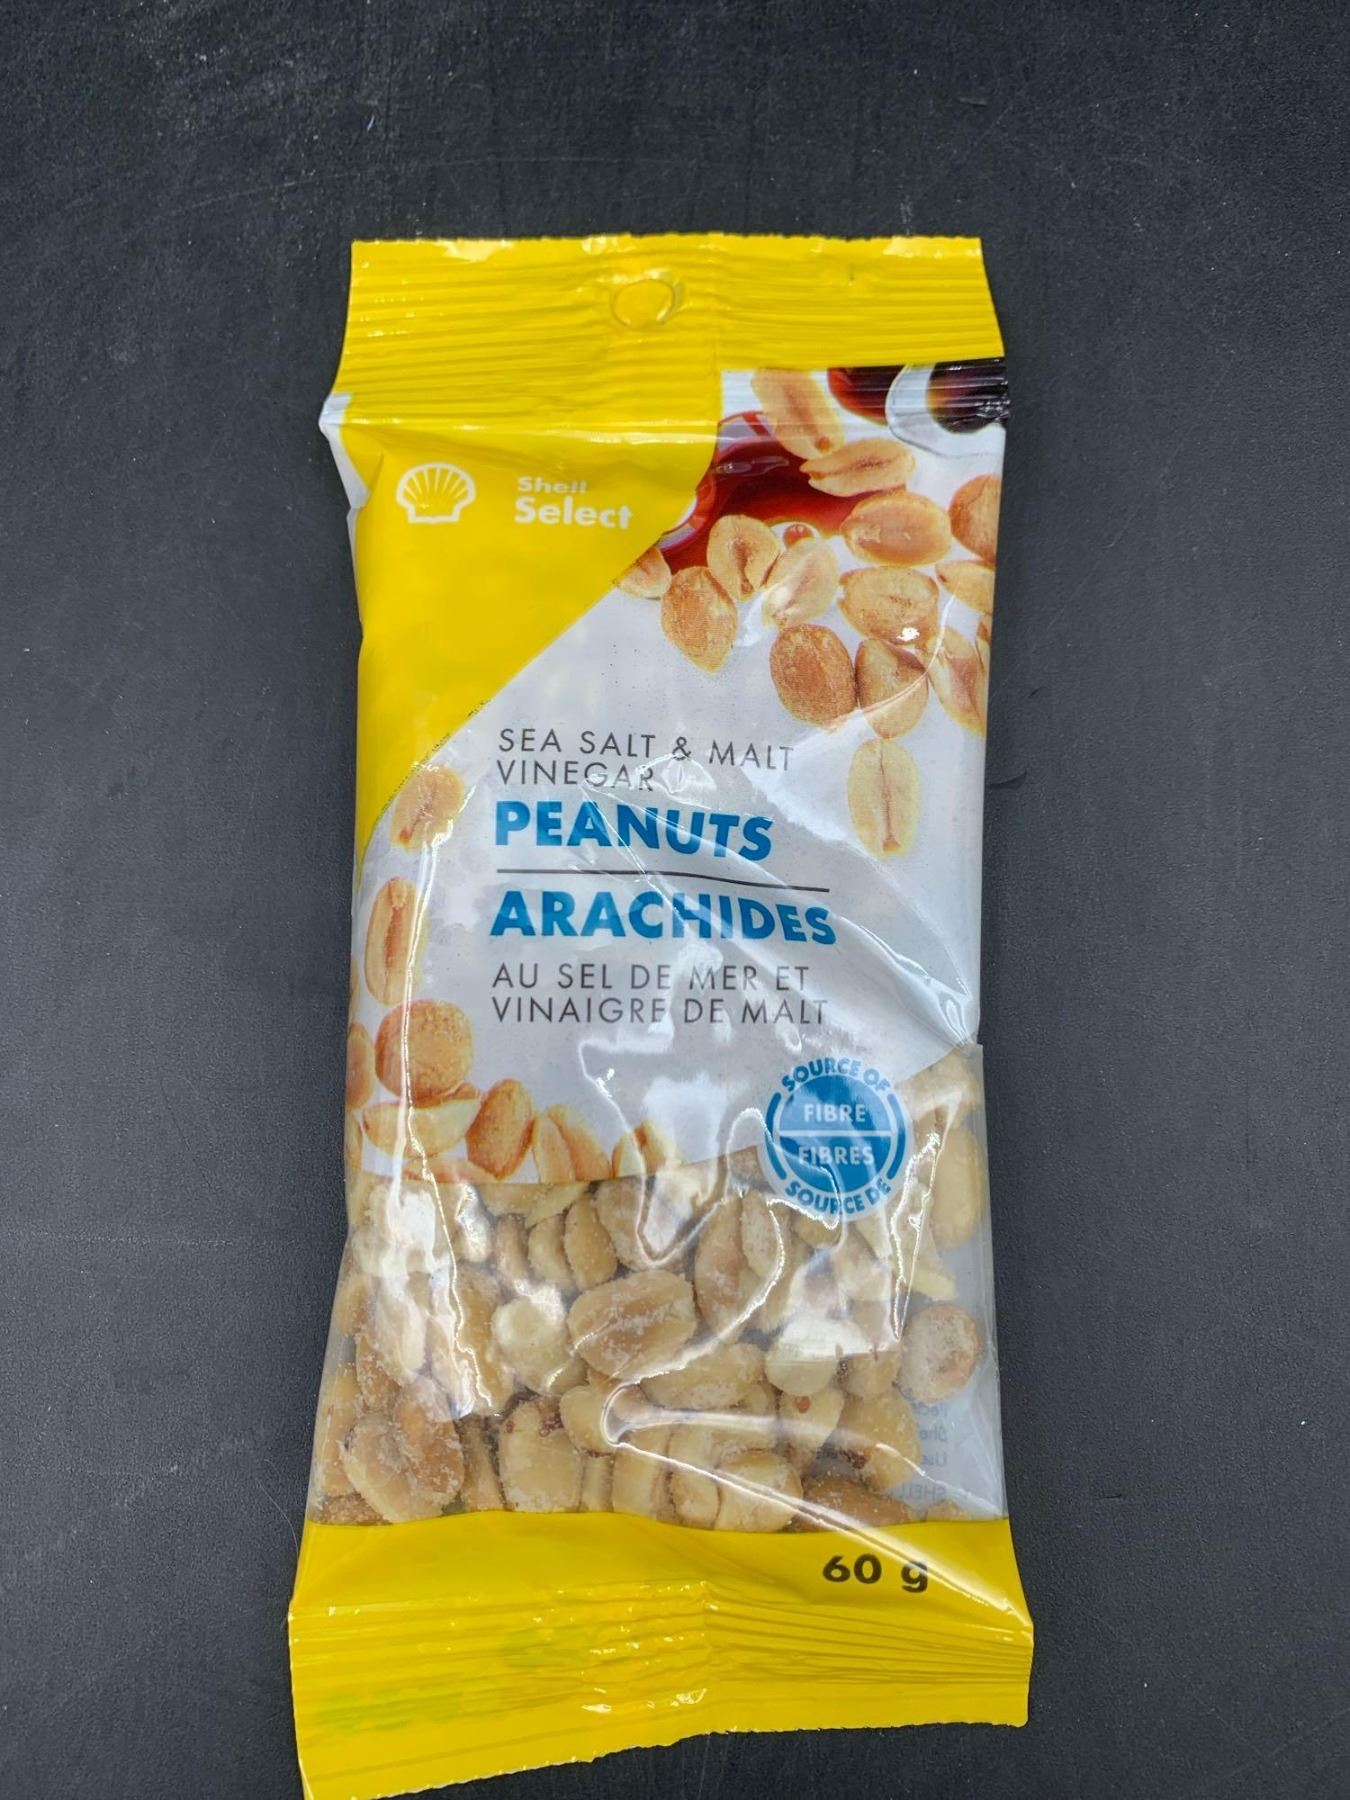 Shell
Select
SEA SALT & MALT
VINEGAR
PEANUTS
ARACHIDES
AU SEL DE MER ET
VINAIGRE DE MALT
SOURCE OF
FIBRE
FIBRES
SOURCE DE
60 g